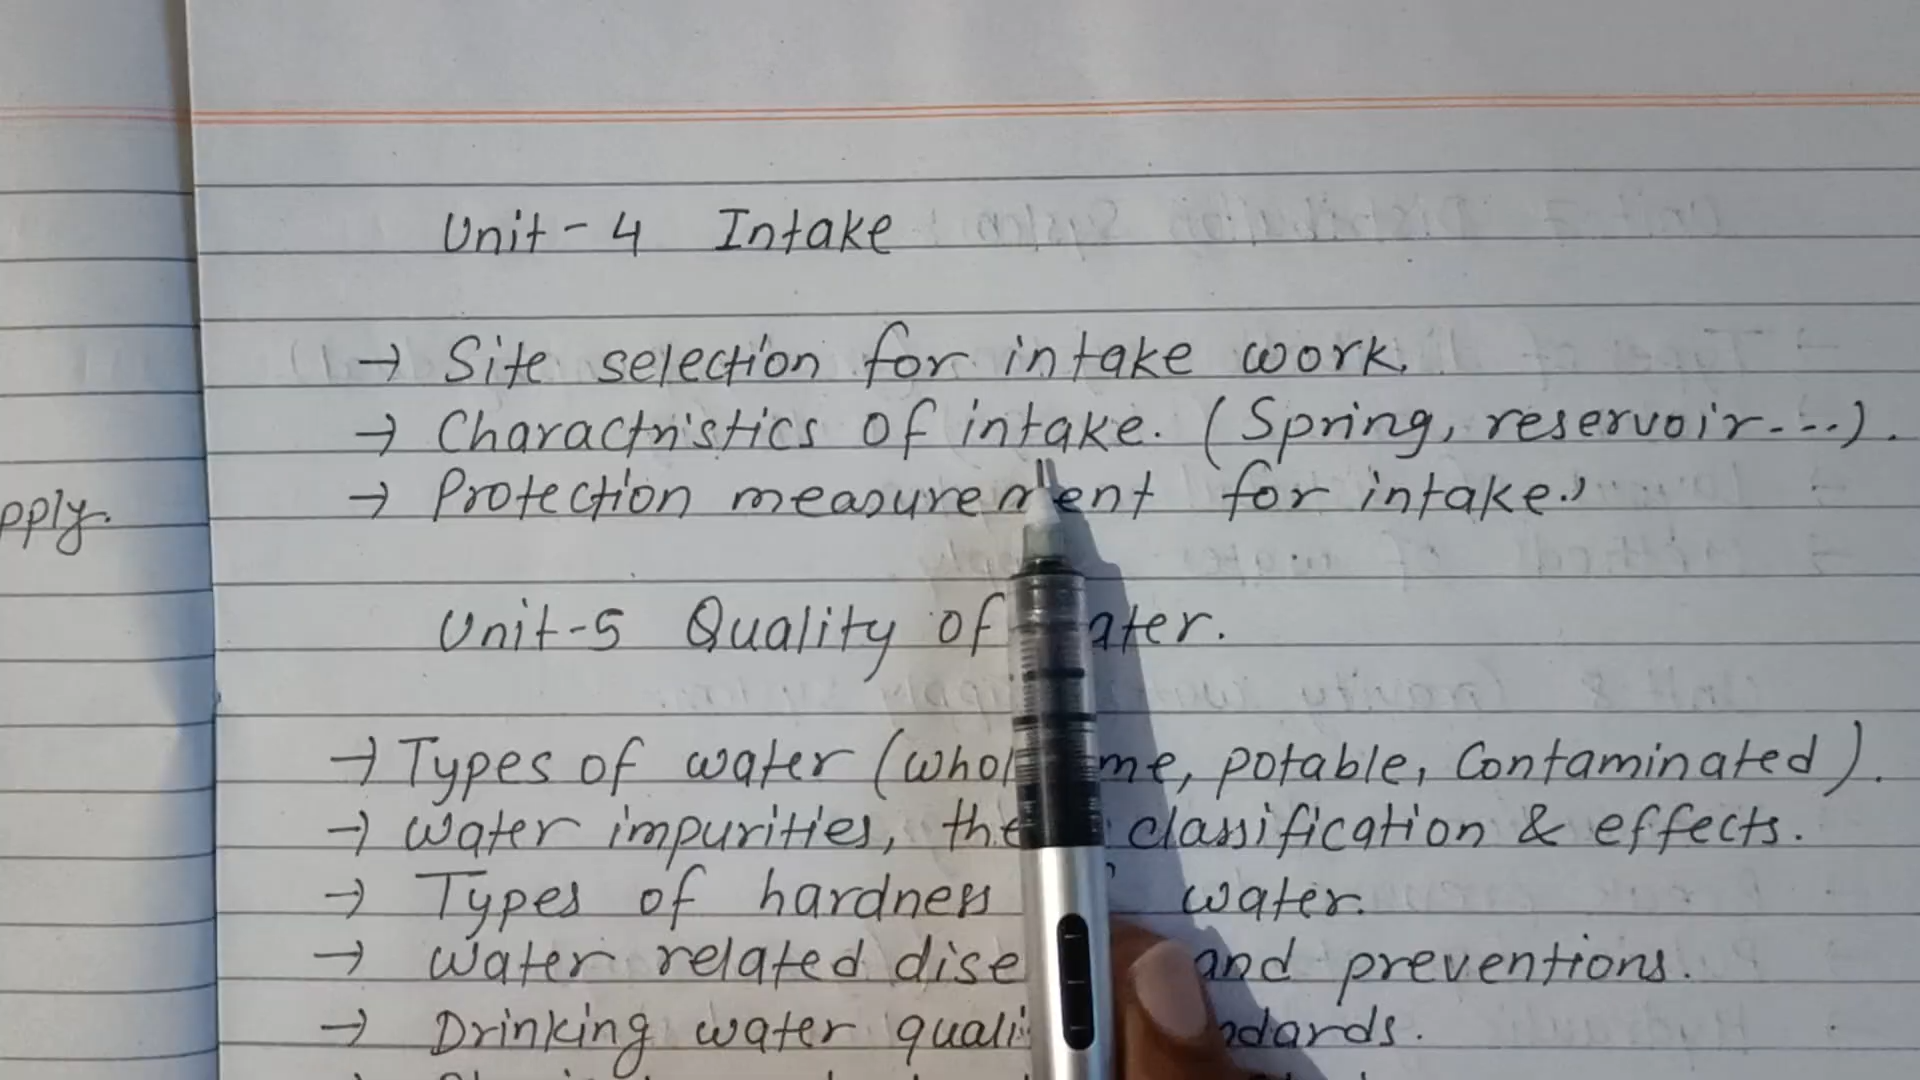 Unit - 4 Intake
→ Site selection for intake work.
→ Charactristics of intake. (Spring, reservoir---).
→ Protection measurement for intake.
pply.
Unit-5 Quality of ater.
→ Types of water (whol me, potable, Contaminated).
→ water impurities, the classification & effects.
→ Types of hardness water.
→ Water related dise and preventions.
→ Drinking water quali ndards.